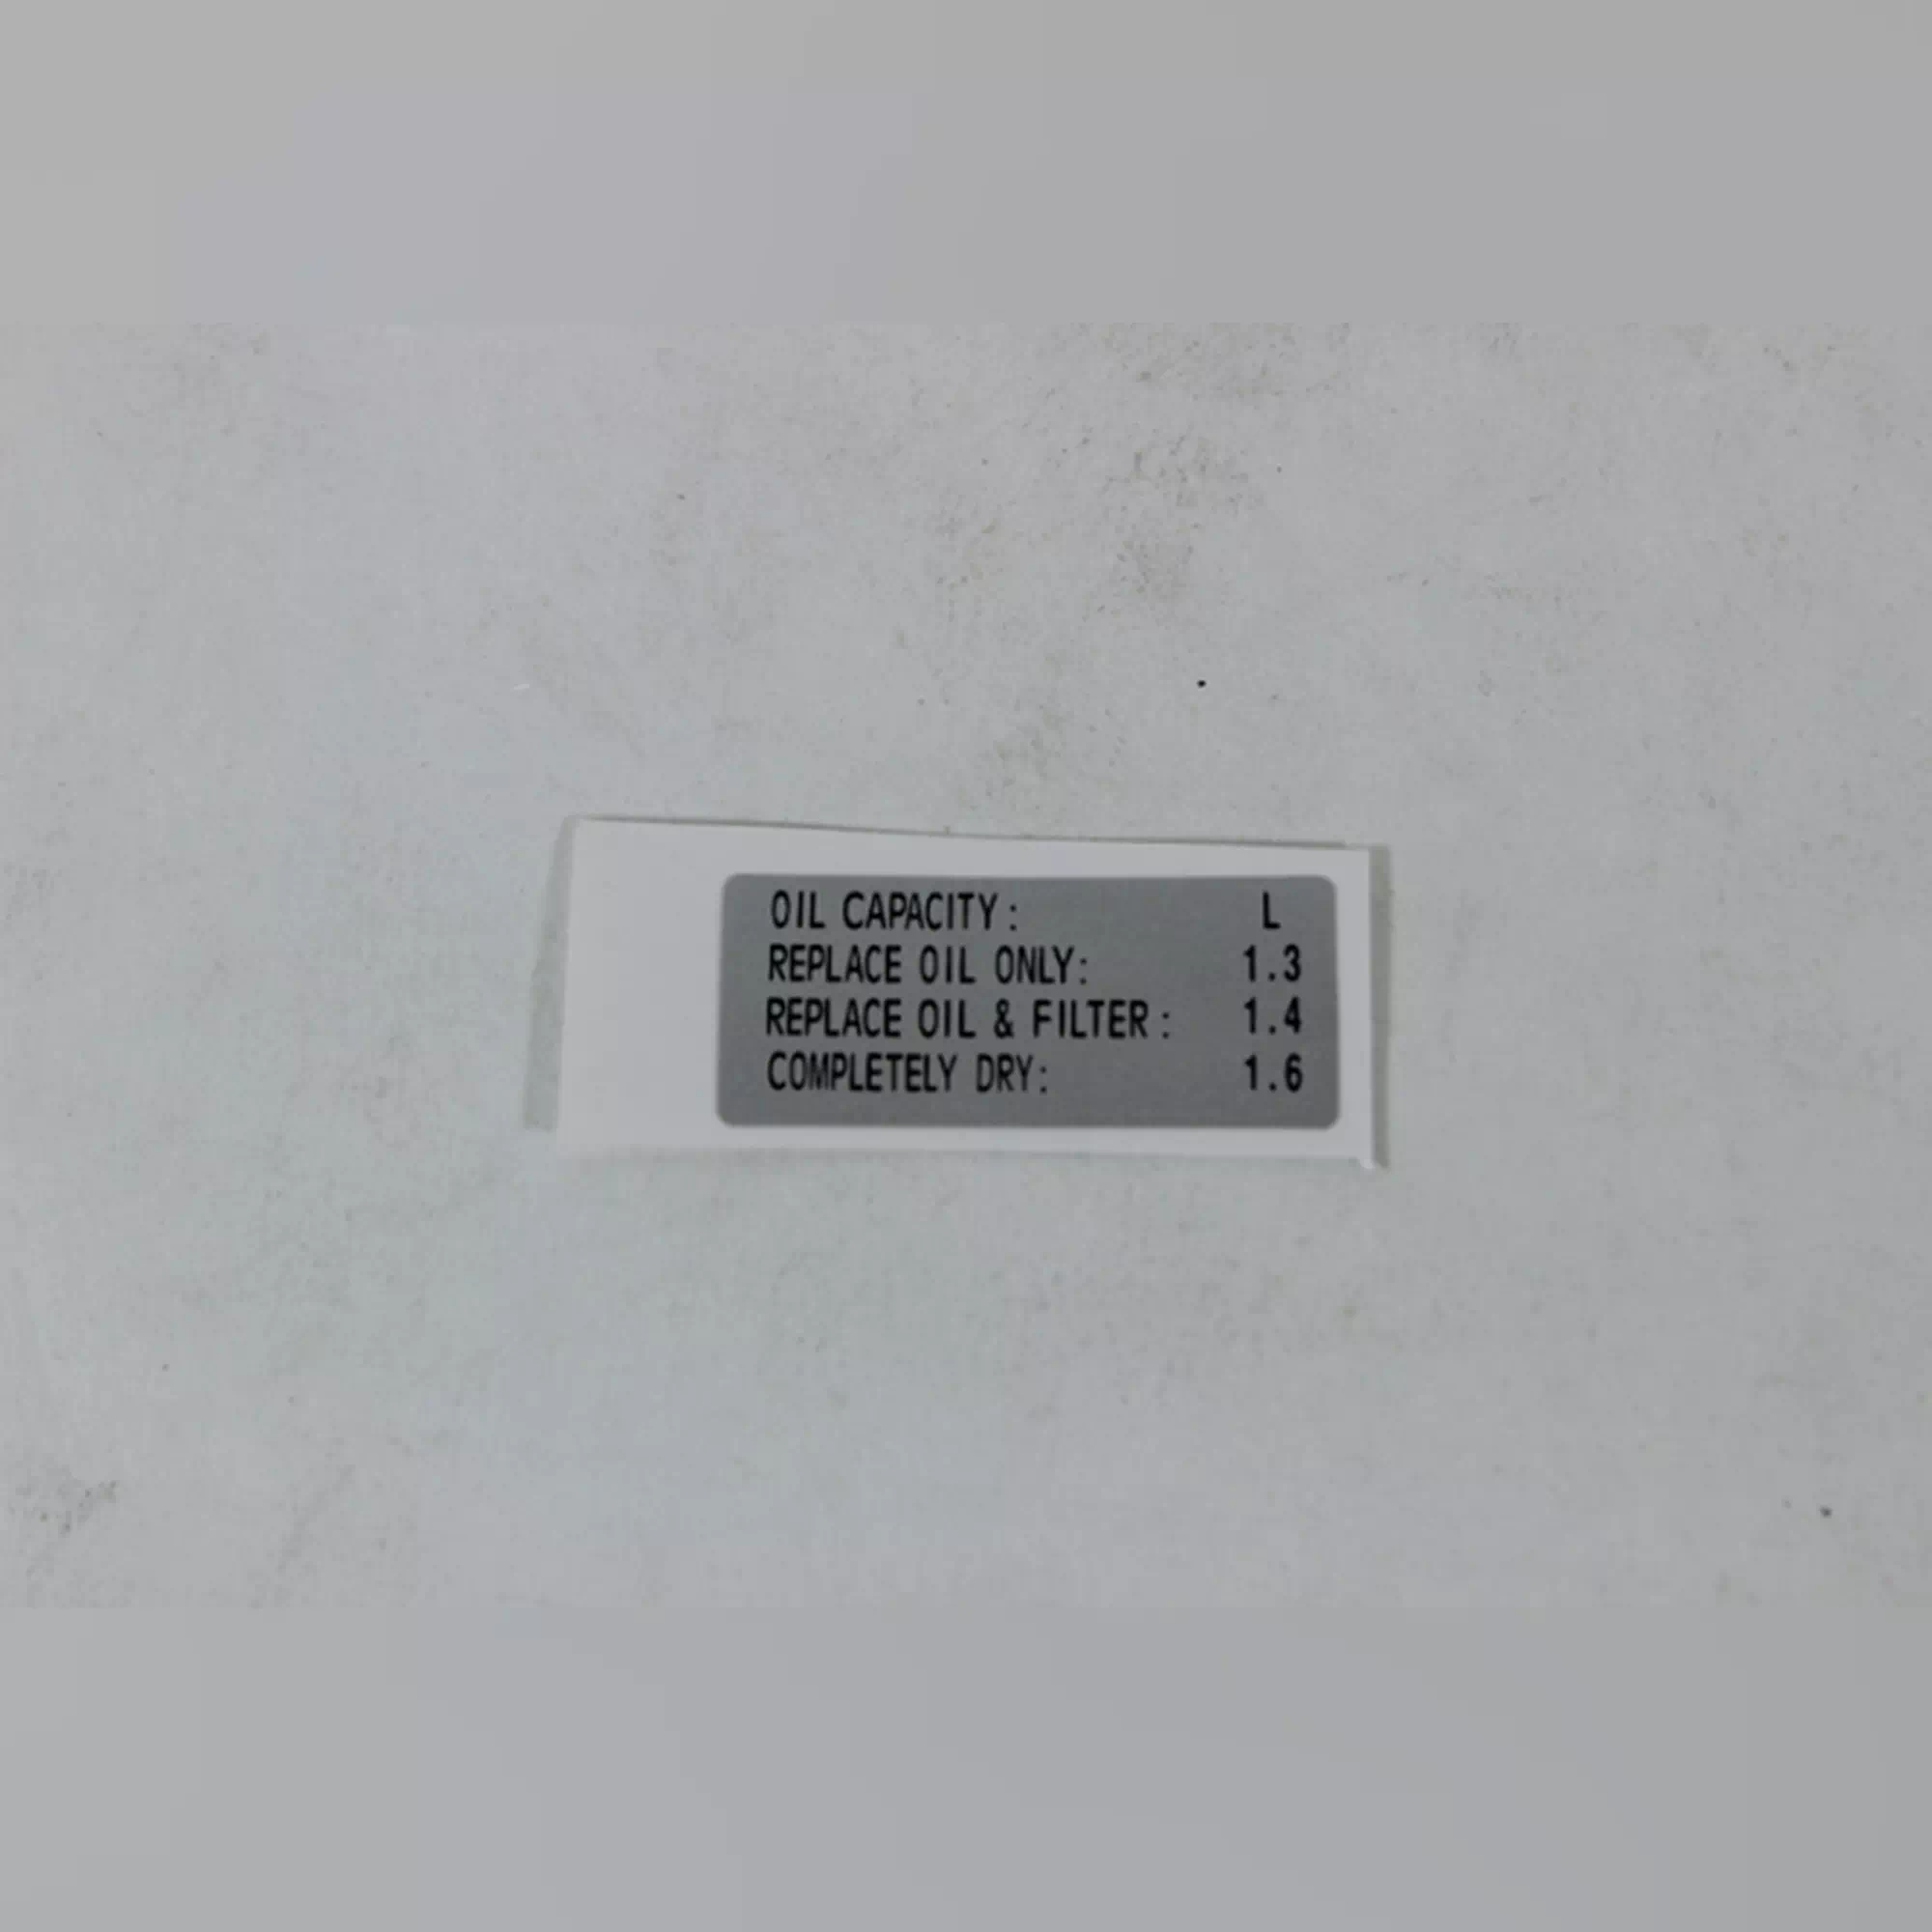 OIL CAPACITY: L
REPLACE OIL ONLY: 1.3
REPLACE OIL & FILTER: 1.4
COMPLETELY DRY: 1.6